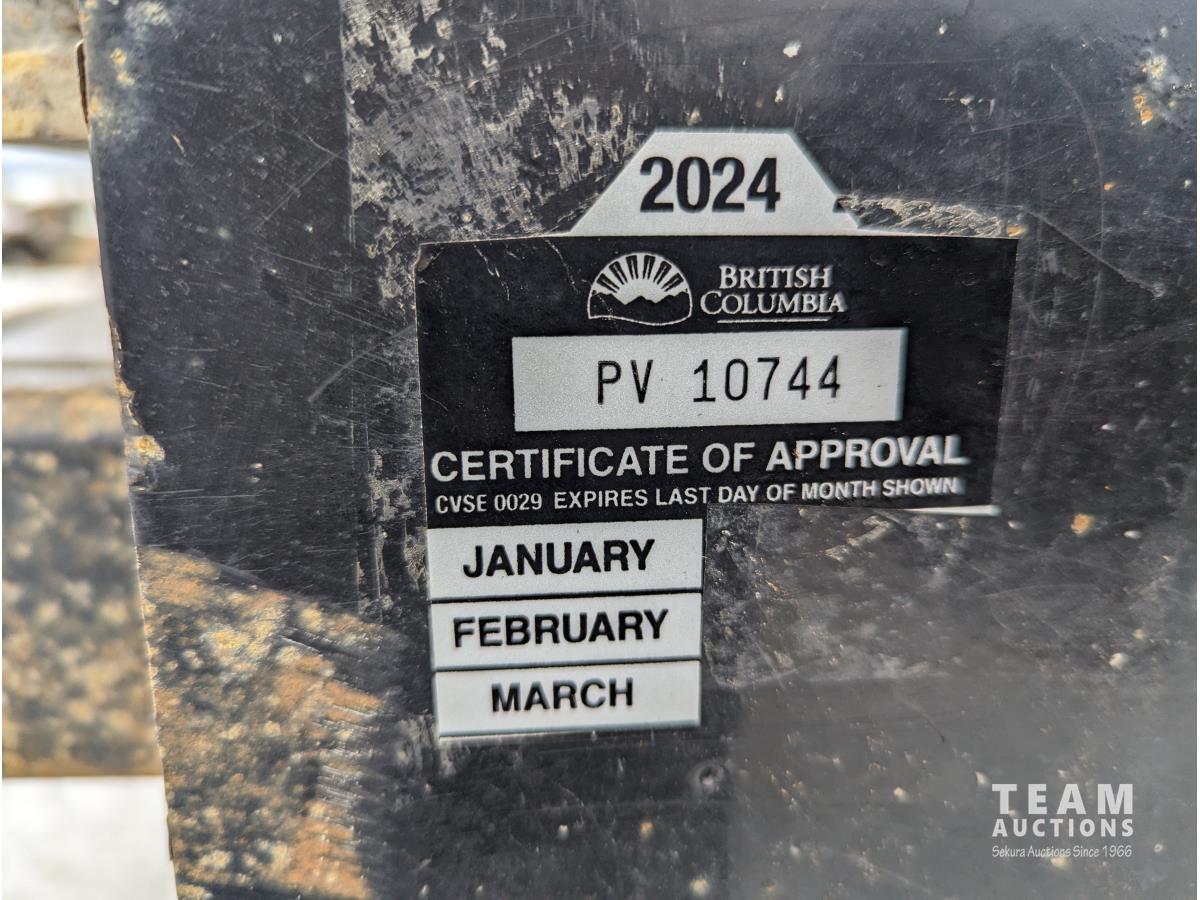 2024
BRITISH
COLUMBIA
PV 10744
CERTIFICATE OF APPROVAL
CVSE 0029 EXPIRES LAST DAY OF MONTH SHOWN
JANUARY
FEBRUARY
MARCH
TEAM
AUCTIONS
Sekura Auctions Since 1966